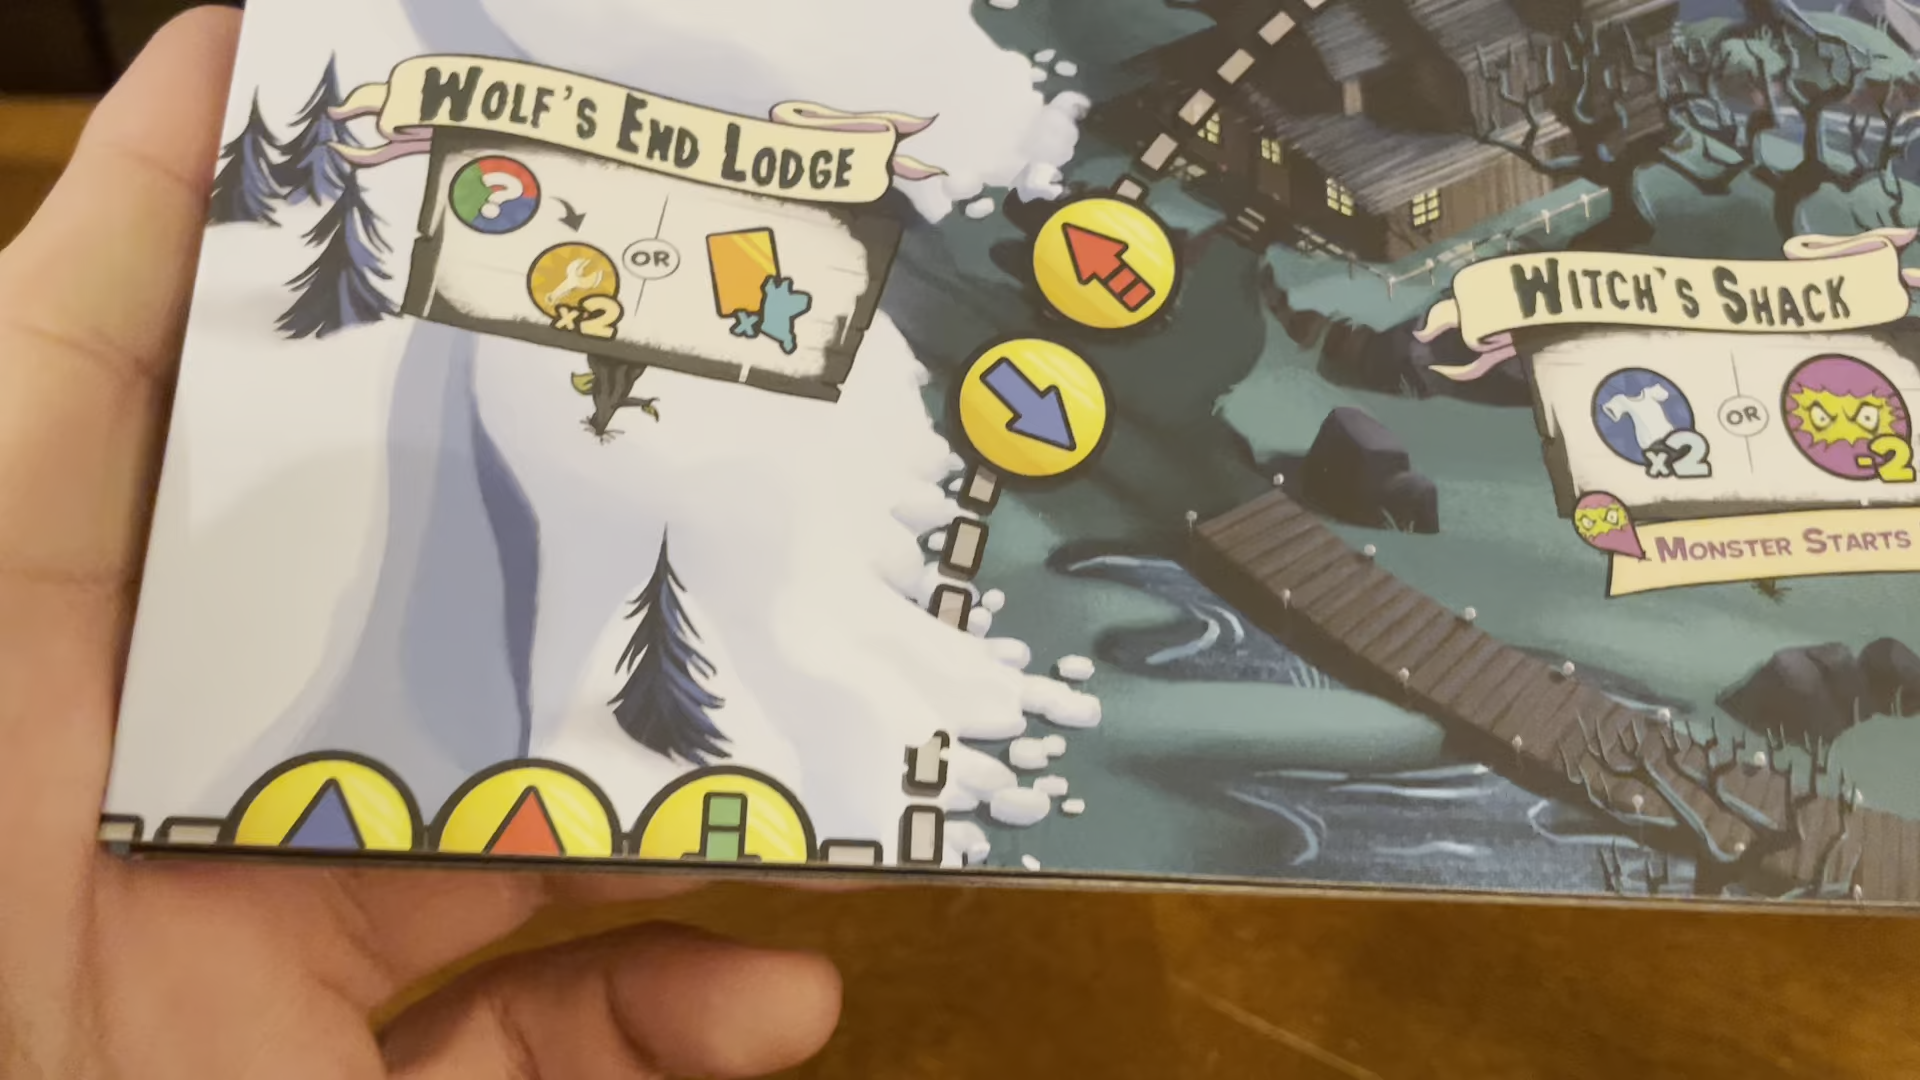 WOLF'S END LODGE
?
OR
x2
x
WITCH'S SHACK
OR
x2
-2
MONSTER STARTS